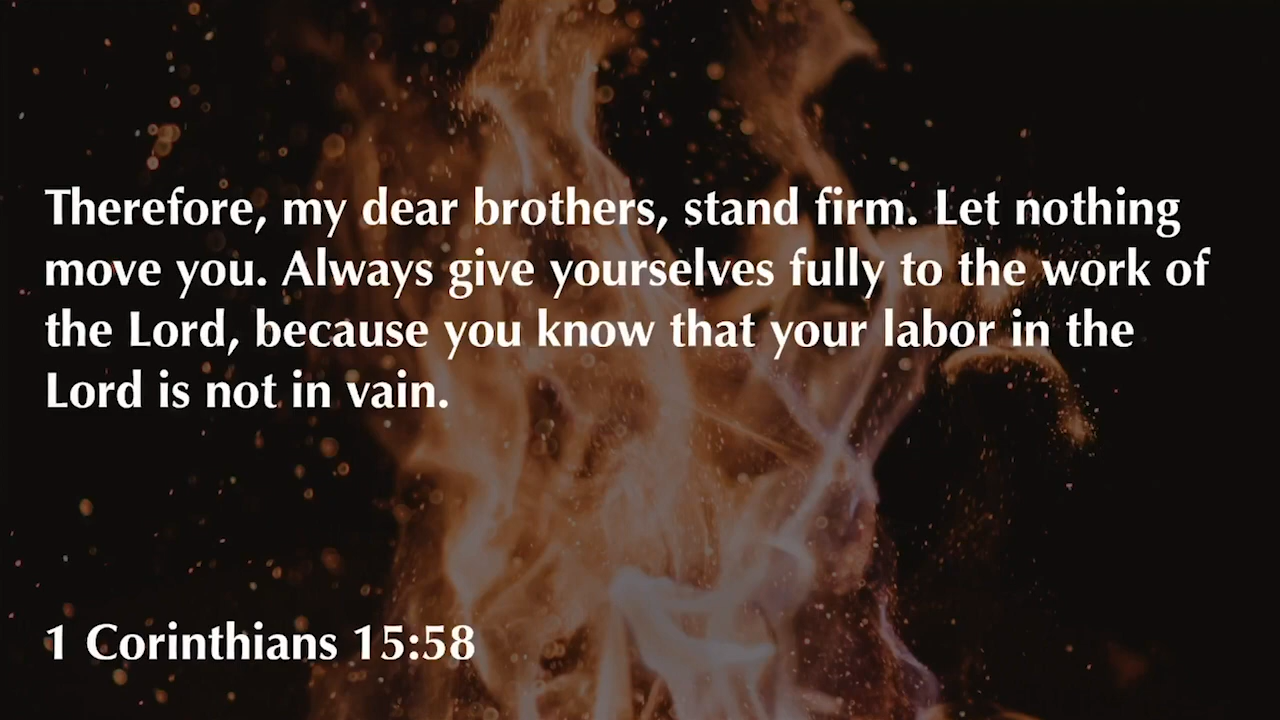 Therefore, my dear brothers, stand firm. Let nothing
move you. Always give yourselves fully to the work of
the Lord, because you know that your labor in the
Lord is not in vain.
1 Corinthians 15:58